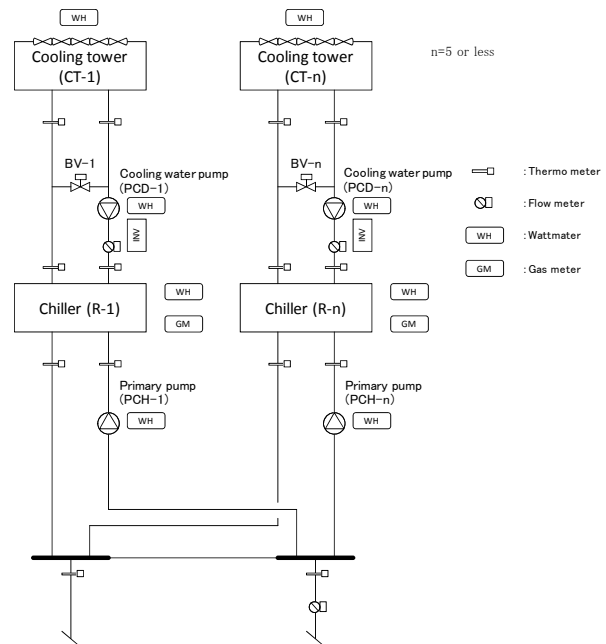 WH
WH
Cooling tower
(CT-1)
Cooling tower
(CT-n)
n=5 or less
BV-1
Cooling water pump
(PCD-1)
WH
INV
BV-n
Cooling water pump
(PCD-n)
WH
INV
: Thermo meter
: Flow meter
WH : Wattmater
GM : Gas meter
Chiller (R-1)
WH
GM
Chiller (R-n)
WH
GM
Primary pump
(PCH-1)
WH
Primary pump
(PCH-n)
WH